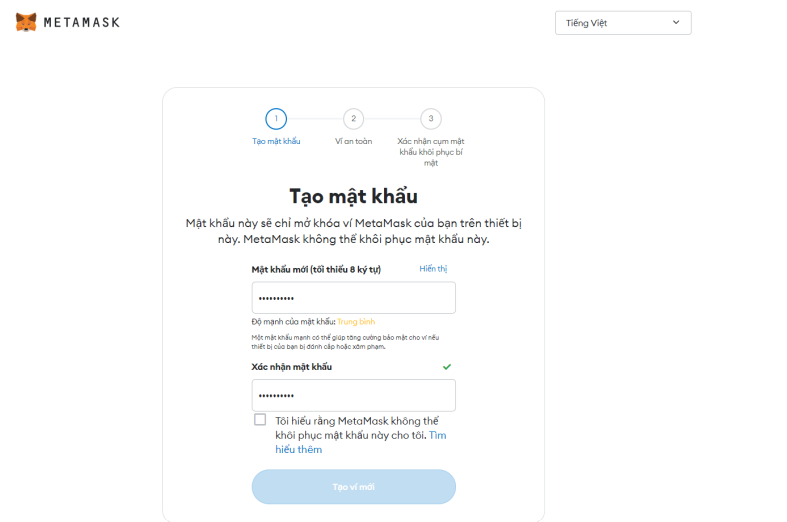 METAMASK
Tiếng Việt
1
2
3
Tạo mật khẩu
Ví an toàn
Xác nhận cụm mật
khẩu khôi phục bí
mật
Tạo mật khẩu
Mật khẩu này sẽ chỉ mở khóa ví MetaMask của bạn trên thiết bị
này. MetaMask không thể khôi phục mật khẩu này.
Mật khẩu mới (tối thiểu 8 ký tự)
Hiển thị
••••••••••
Độ mạnh của mật khẩu: Trung bình
Một mật khẩu mạnh có thể giúp tăng cường bảo mật cho ví nếu
thiết bị của bạn bị đánh cắp hoặc xâm phạm.
Xác nhận mật khẩu
••••••••••
Tôi hiểu rằng MetaMask không thể
khôi phục mật khẩu này cho tôi. Tìm
hiểu thêm
Tạo ví mới